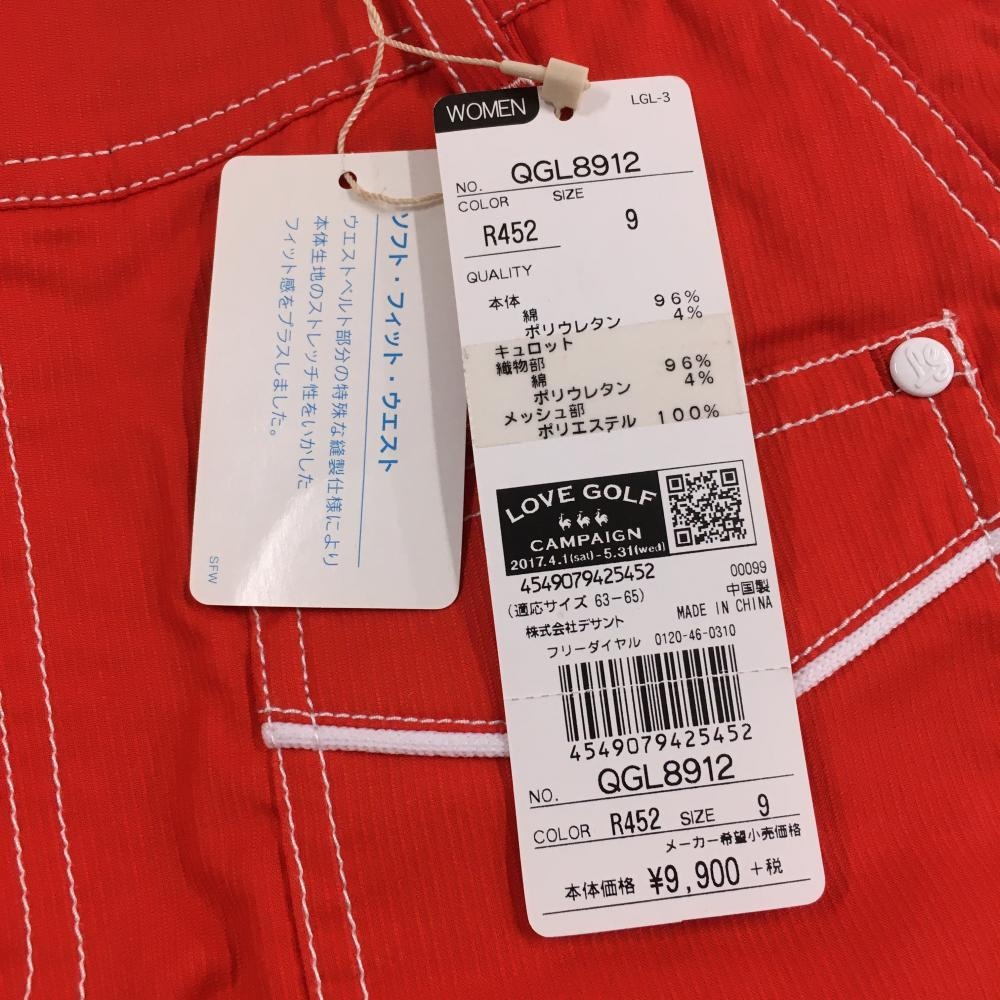 ソフト・フィット・ウエスト
ウエストベルト部分の特殊な縫製仕様により
本体生地のストレッチ性をいかした
フィット感をプラスしました。
SFW
WOMEN
LGL-3
NO. QGL8912
COLOR SIZE
R452 9
QUALITY
本体
綿 96%
ポリウレタン 4%
キュロット
織物部
綿 96%
ポリウレタン 4%
メッシュ部
ポリエステル 100%
LOVE GOLF
CAMPAIGN
2017.4.1(sat)-5.31(wed)
4549079425452 00099
(適応サイズ 63-65) 中国製
株式会社デサント MADE IN CHINA
フリーダイヤル 0120-46-0310
4549079425452
NO. QGL8912
COLOR R452 SIZE 9
メーカー希望小売価格
本体価格 ¥9,900 +税